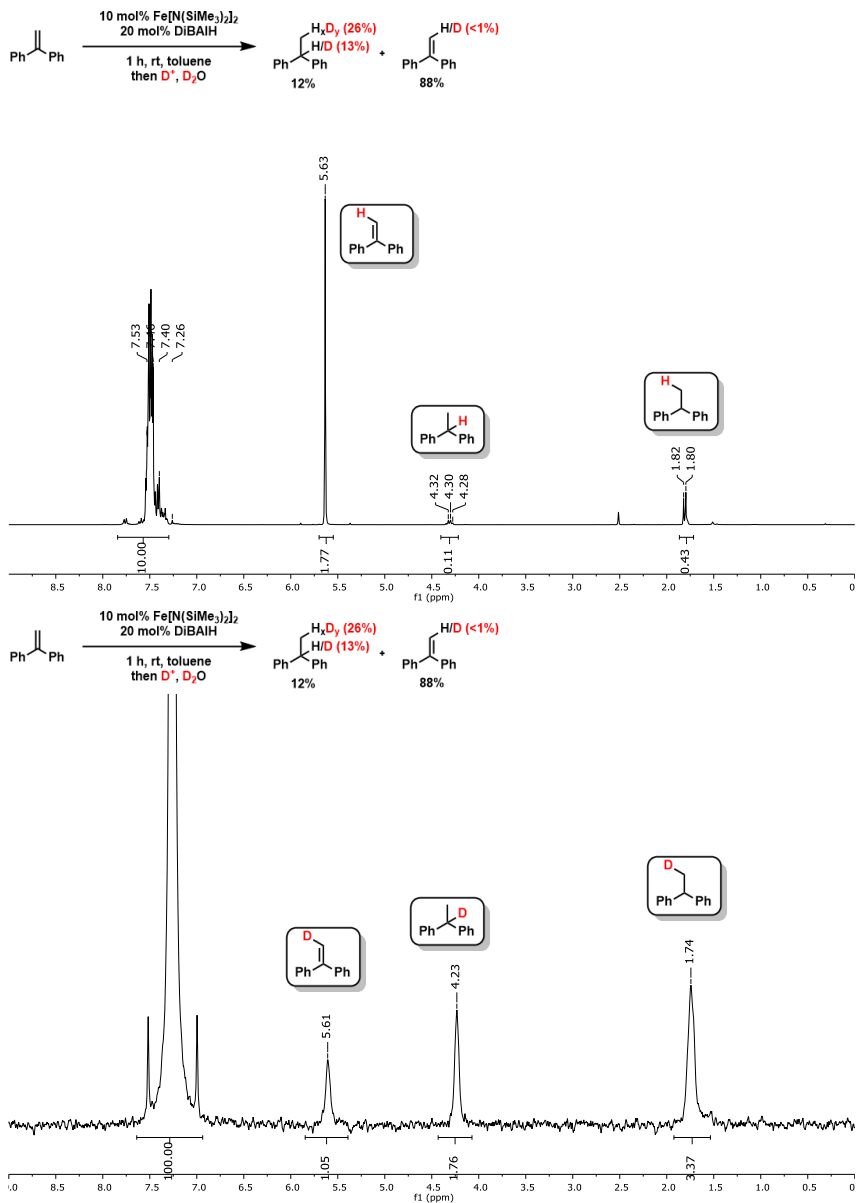 10 mol% Fe[N(SiMe3)2]2
20 mol% DiBAlH
1 h, rt, toluene
then D+, D2O
Ph Ph
HxDy (26%)
H/D (13%)
Ph Ph
12%
+
H/D (<1%)
Ph Ph
88%
5.63
H
Ph Ph
7.53
7.46
7.40
7.26
Ph H
Ph
4.32
4.30
4.28
H
Ph Ph
1.82
1.80
10.00
1.77
0.11
0.43
8.5 8.0 7.5 7.0 6.5 6.0 5.5 5.0 4.5 4.0 3.5 3.0 2.5 2.0 1.5 1.0 0.5 0
f1 (ppm)
10 mol% Fe[N(SiMe3)2]2
20 mol% DiBAlH
1 h, rt, toluene
then D+, D2O
Ph Ph
HxDy (26%)
H/D (13%)
Ph Ph
12%
+
H/D (<1%)
Ph Ph
88%
D
Ph Ph
5.61
D
Ph Ph
4.23
D
Ph Ph
1.74
100.00
1.05
1.76
3.37
.0 8.5 8.0 7.5 7.0 6.5 6.0 5.5 5.0 4.5 4.0 3.5 3.0 2.5 2.0 1.5 1.0 0.5 0
f1 (ppm)